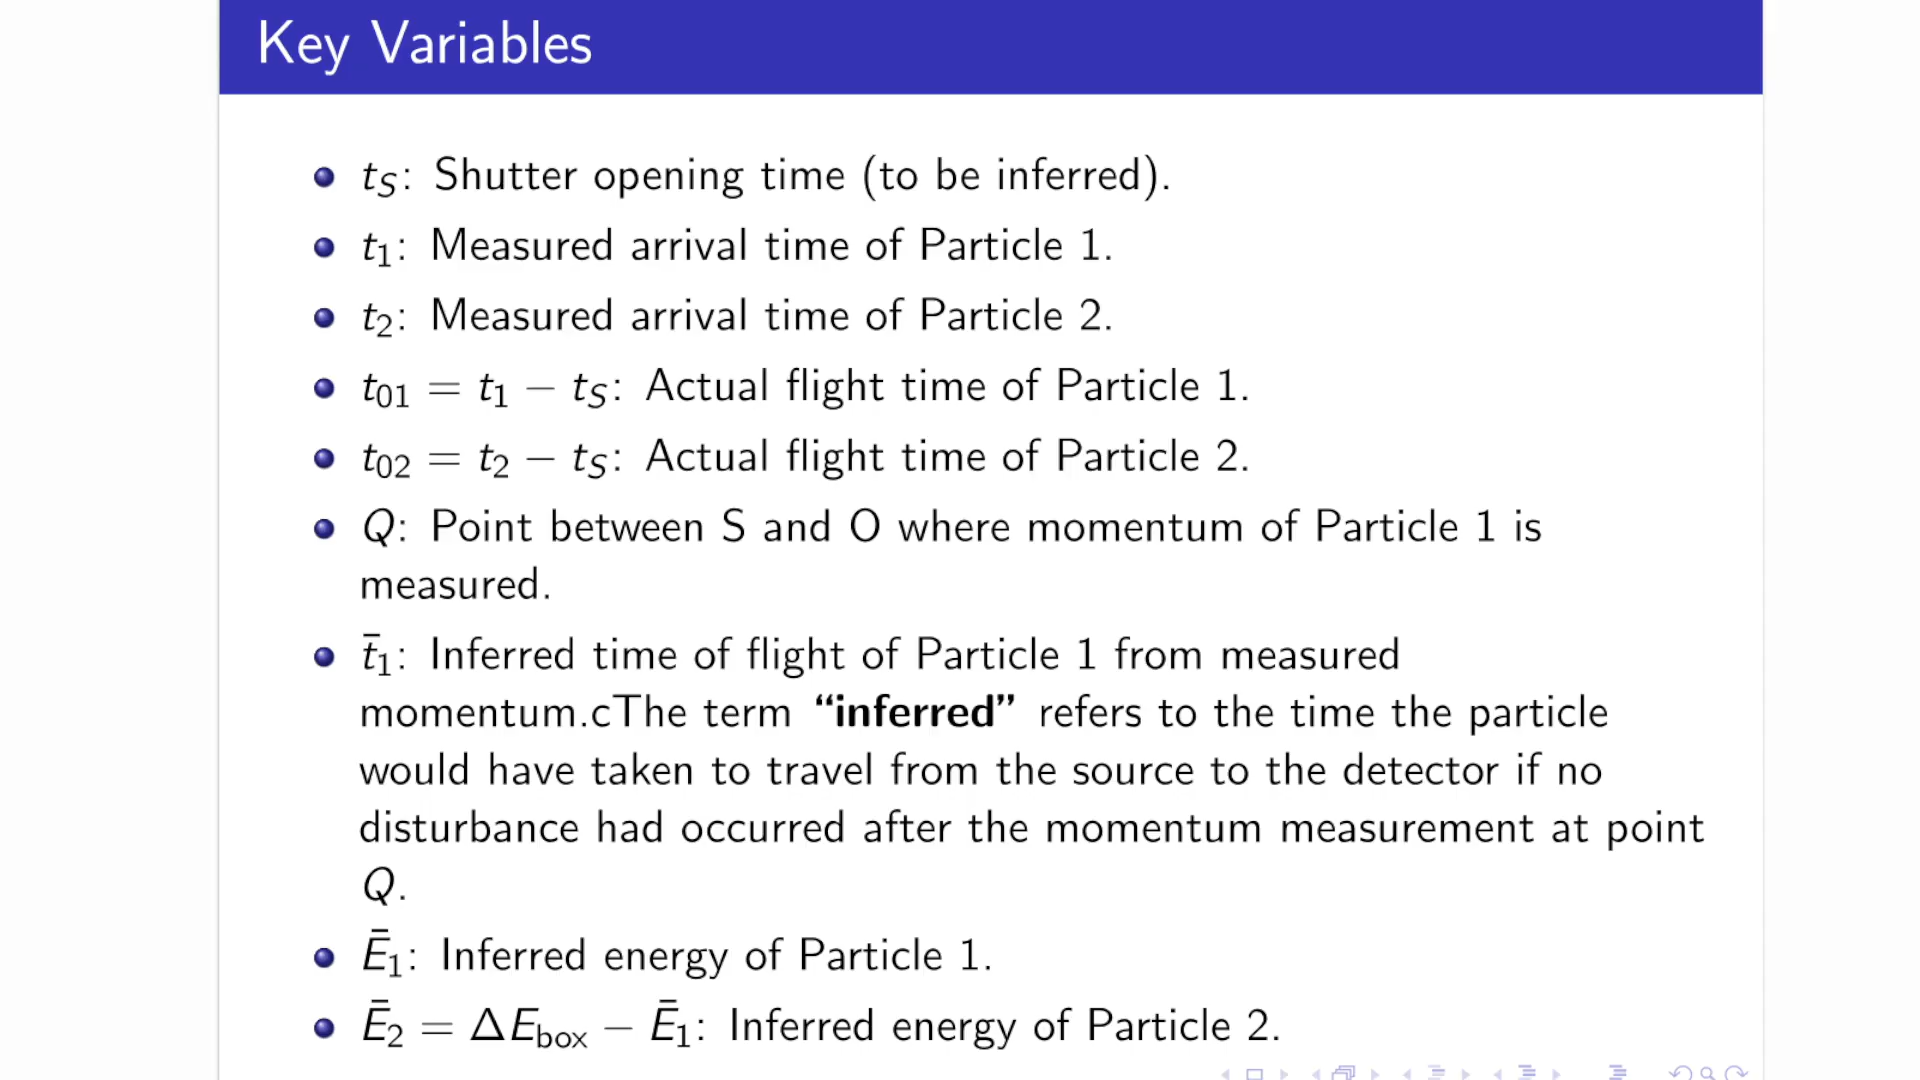 Key Variables
t_S: Shutter opening time (to be inferred).
t_1: Measured arrival time of Particle 1.
t_2: Measured arrival time of Particle 2.
t_01 = t_1 − t_S: Actual flight time of Particle 1.
t_02 = t_2 − t_S: Actual flight time of Particle 2.
Q: Point between S and O where momentum of Particle 1 is
measured.
t̄_1: Inferred time of flight of Particle 1 from measured
momentum.cThe term “inferred” refers to the time the particle
would have taken to travel from the source to the detector if no
disturbance had occurred after the momentum measurement at point
Q.
Ē_1: Inferred energy of Particle 1.
Ē_2 = ΔE_box − Ē_1: Inferred energy of Particle 2.